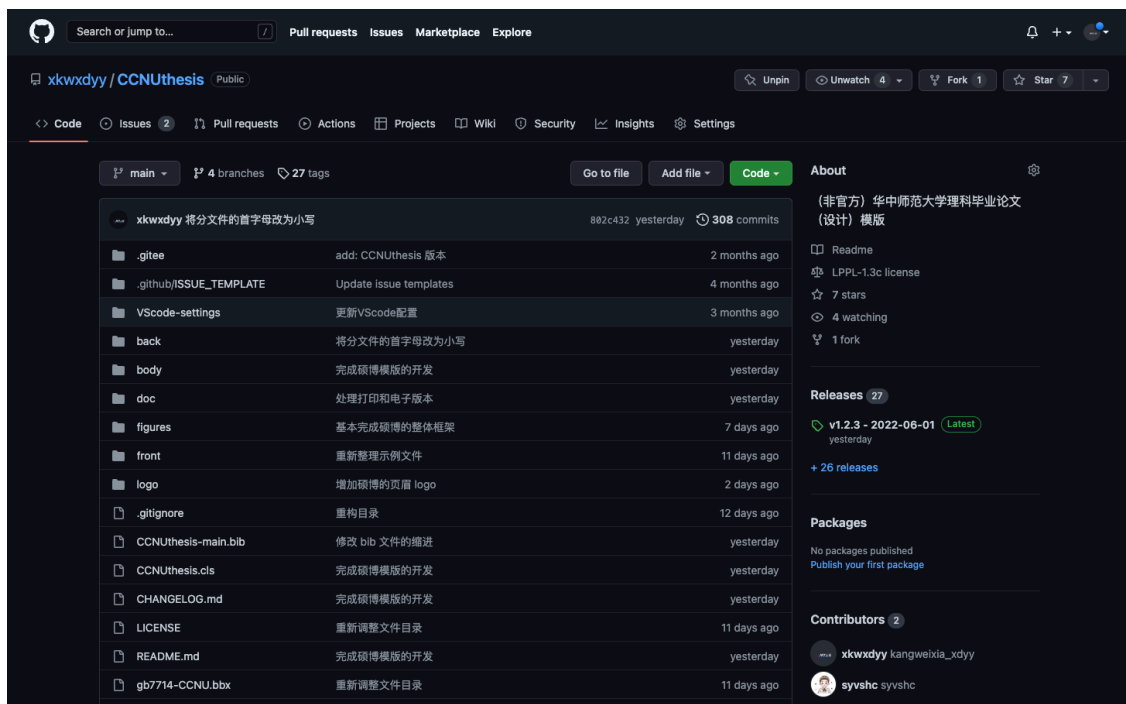 Search or jump to... /
Pull requests Issues Marketplace Explore
xkwxdyy / CCNUthesis Public
Unpin Unwatch 4 Fork 1 Star 7
Code Issues 2 Pull requests Actions Projects Wiki Security Insights Settings
main 4 branches 27 tags Go to file Add file Code
xkwxdyy 将分文件的首字母改为小写 802c432 yesterday 308 commits
.gitee add: CCNUthesis 版本 2 months ago
.github/ISSUE_TEMPLATE Update issue templates 4 months ago
VScode-settings 更新VScode配置 3 months ago
back 将分文件的首字母改为小写 yesterday
body 完成硕博模版的开发 yesterday
doc 处理打印和电子版本 yesterday
figures 基本完成硕博的整体框架 7 days ago
front 重新整理示例文件 11 days ago
logo 增加硕博的页眉 logo 2 days ago
.gitignore 重构目录 12 days ago
CCNUthesis-main.bib 修改 bib 文件的缩进 yesterday
CCNUthesis.cls 完成硕博模版的开发 yesterday
CHANGELOG.md 完成硕博模版的开发 yesterday
LICENSE 重新调整文件目录 11 days ago
README.md 完成硕博模版的开发 yesterday
gb7714-CCNU.bbx 重新调整文件目录 11 days ago
About
（非官方）华中师范大学理科毕业论文
（设计）模版
Readme
LPPL-1.3c license
7 stars
4 watching
1 fork
Releases 27
v1.2.3 - 2022-06-01 Latest
yesterday
+ 26 releases
Packages
No packages published
Publish your first package
Contributors 2
xkwxdyy kangweixia_xdyy
syvshc syvshc